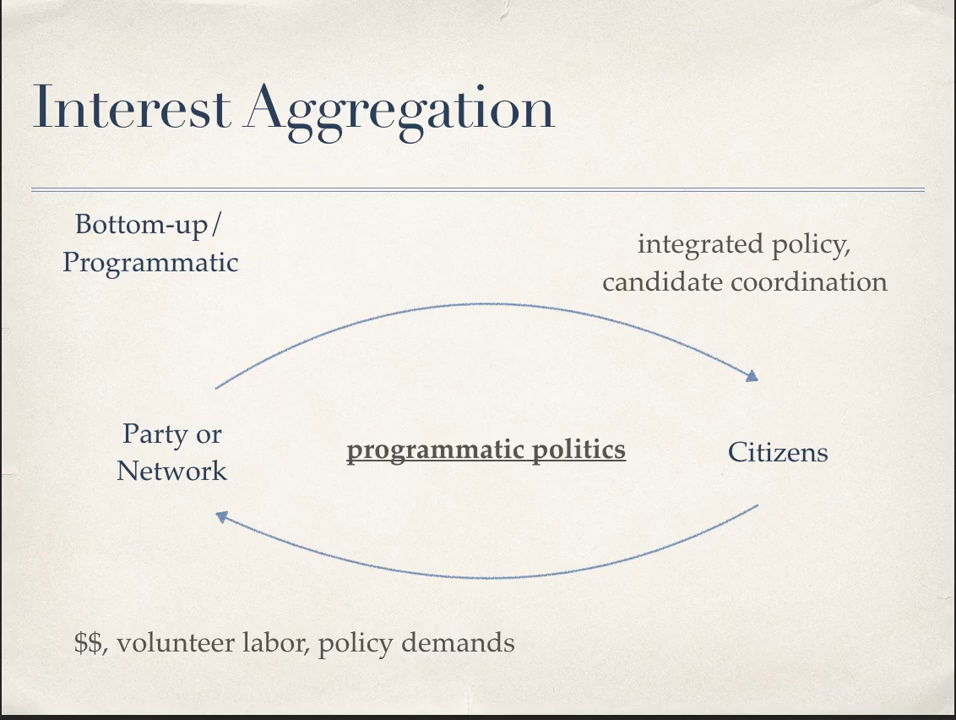 Interest Aggregation
Bottom-up/
Programmatic
integrated policy,
candidate coordination
Party or
Network
programmatic politics
Citizens
$$, volunteer labor, policy demands